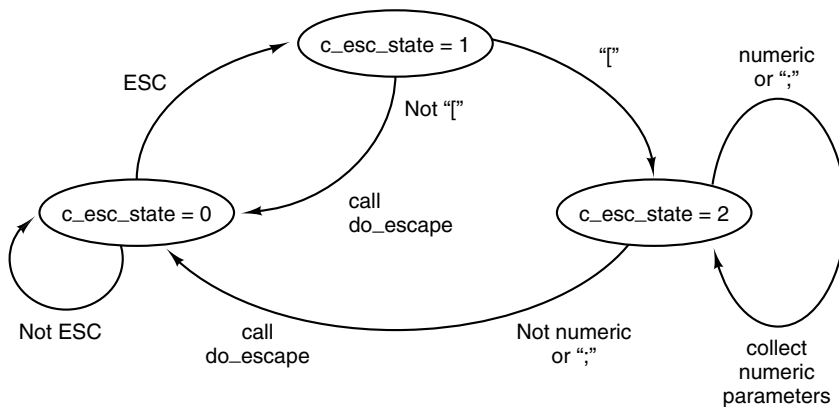 c_esc_state = 1
ESC
“[”
numeric
or “;”
Not “[”
c_esc_state = 0
call
do_escape
c_esc_state = 2
Not ESC
call
do_escape
Not numeric
or “;”
collect
numeric
parameters